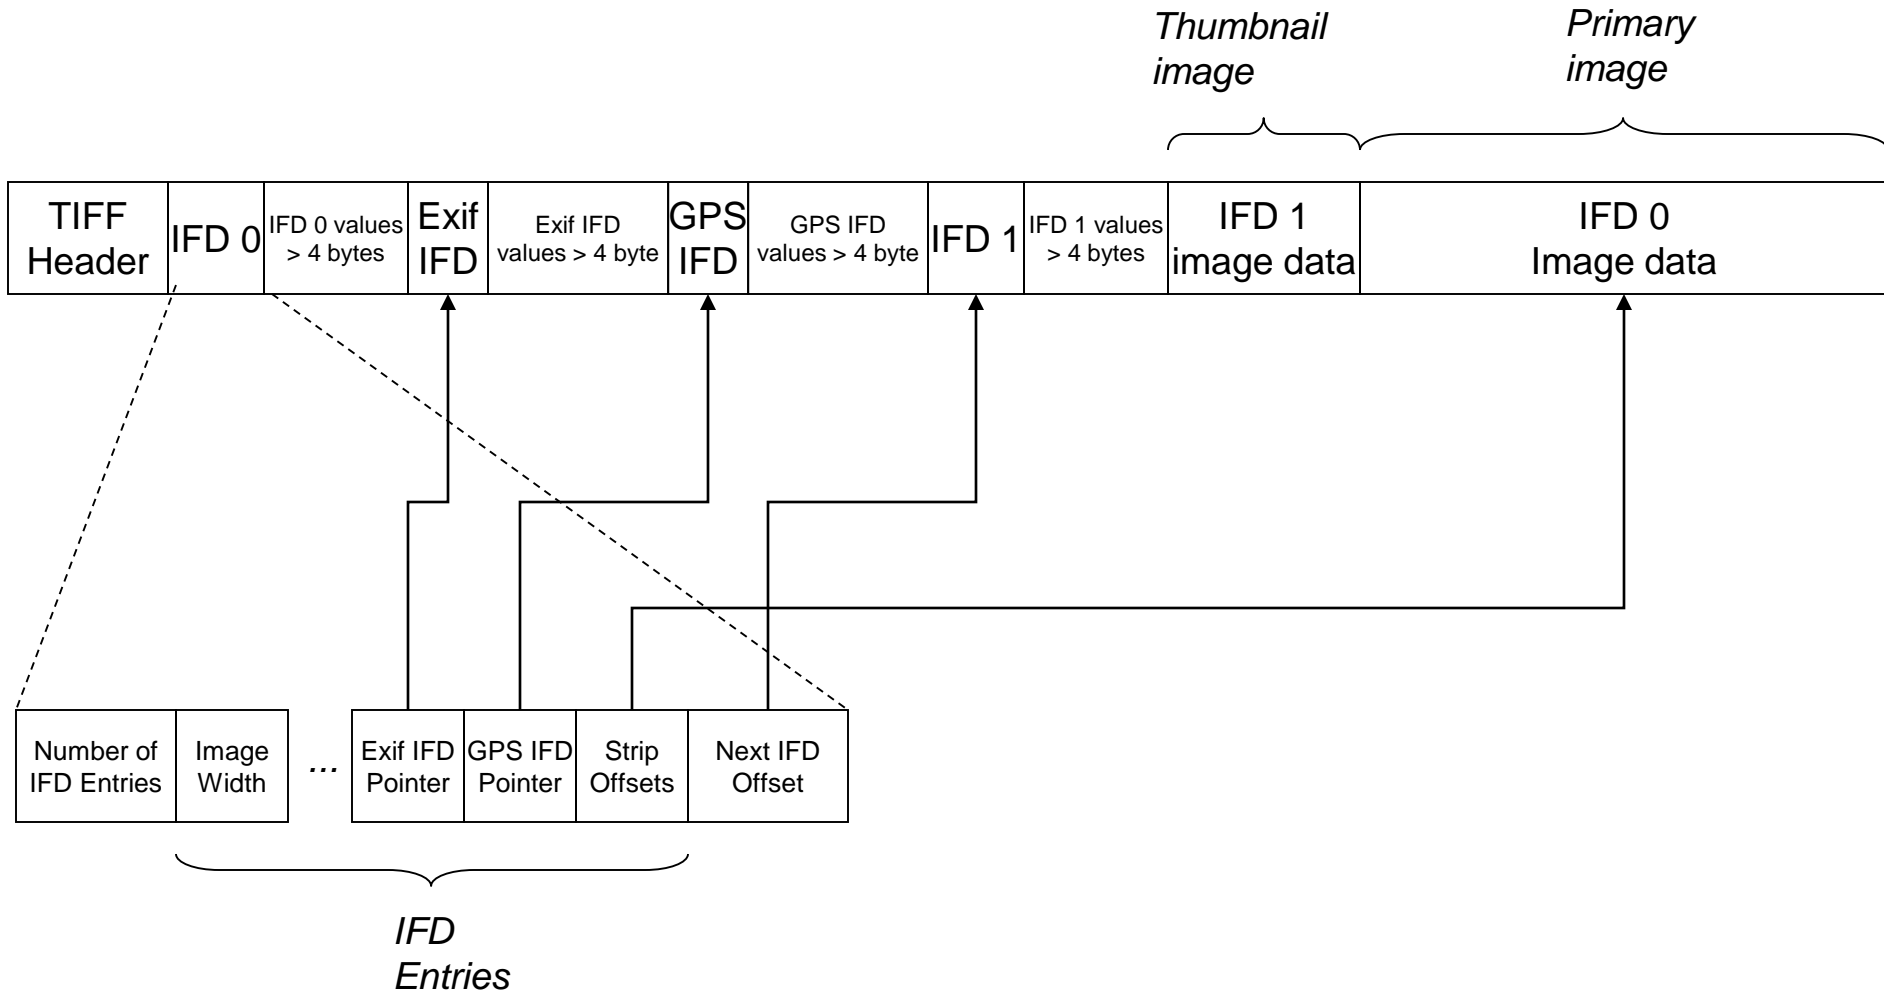 Thumbnail
image
Primary
image
TIFF
Header
IFD 0
IFD 0 values
> 4 bytes
Exif
IFD
Exif IFD
values > 4 byte
GPS
IFD
GPS IFD
values > 4 byte
IFD 1
IFD 1 values
> 4 bytes
IFD 1
image data
IFD 0
Image data
Number of
IFD Entries
Image
Width
...
Exif IFD
Pointer
GPS IFD
Pointer
Strip
Offsets
Next IFD
Offset
IFD
Entries